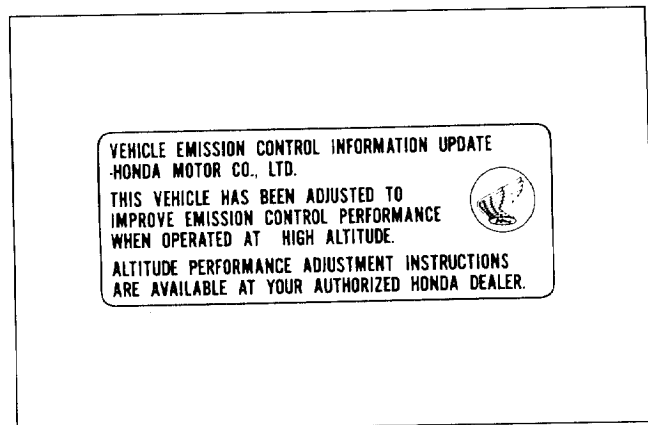 VEHICLE EMISSION CONTROL INFORMATION UPDATE
-HONDA MOTOR CO., LTD.
THIS VEHICLE HAS BEEN ADJUSTED TO
IMPROVE EMISSION CONTROL PERFORMANCE
WHEN OPERATED AT HIGH ALTITUDE.
ALTITUDE PERFORMANCE ADJUSTMENT INSTRUCTIONS
ARE AVAILABLE AT YOUR AUTHORIZED HONDA DEALER.